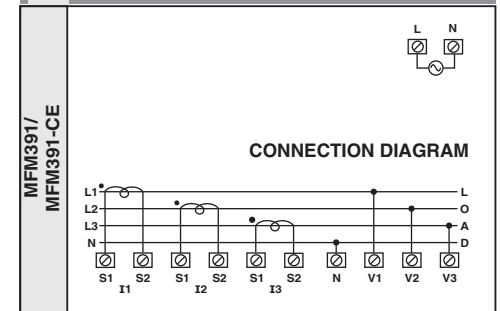 MFM391/
MFM391-CE
L N
CONNECTION DIAGRAM
L1 L
L2 O
L3 A
N D
S1 S2 S1 S2 S1 S2 N V1 V2 V3
I1 I2 I3